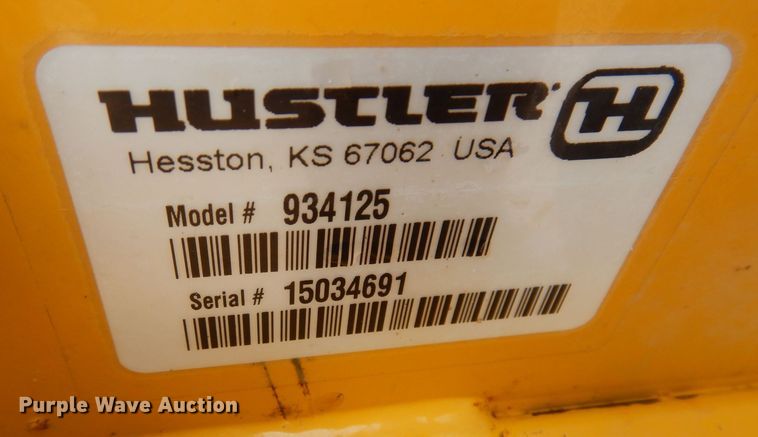 HUSTLER H
Hesston, KS 67062 USA
Model # 934125
Serial # 15034691
Purple Wave Auction